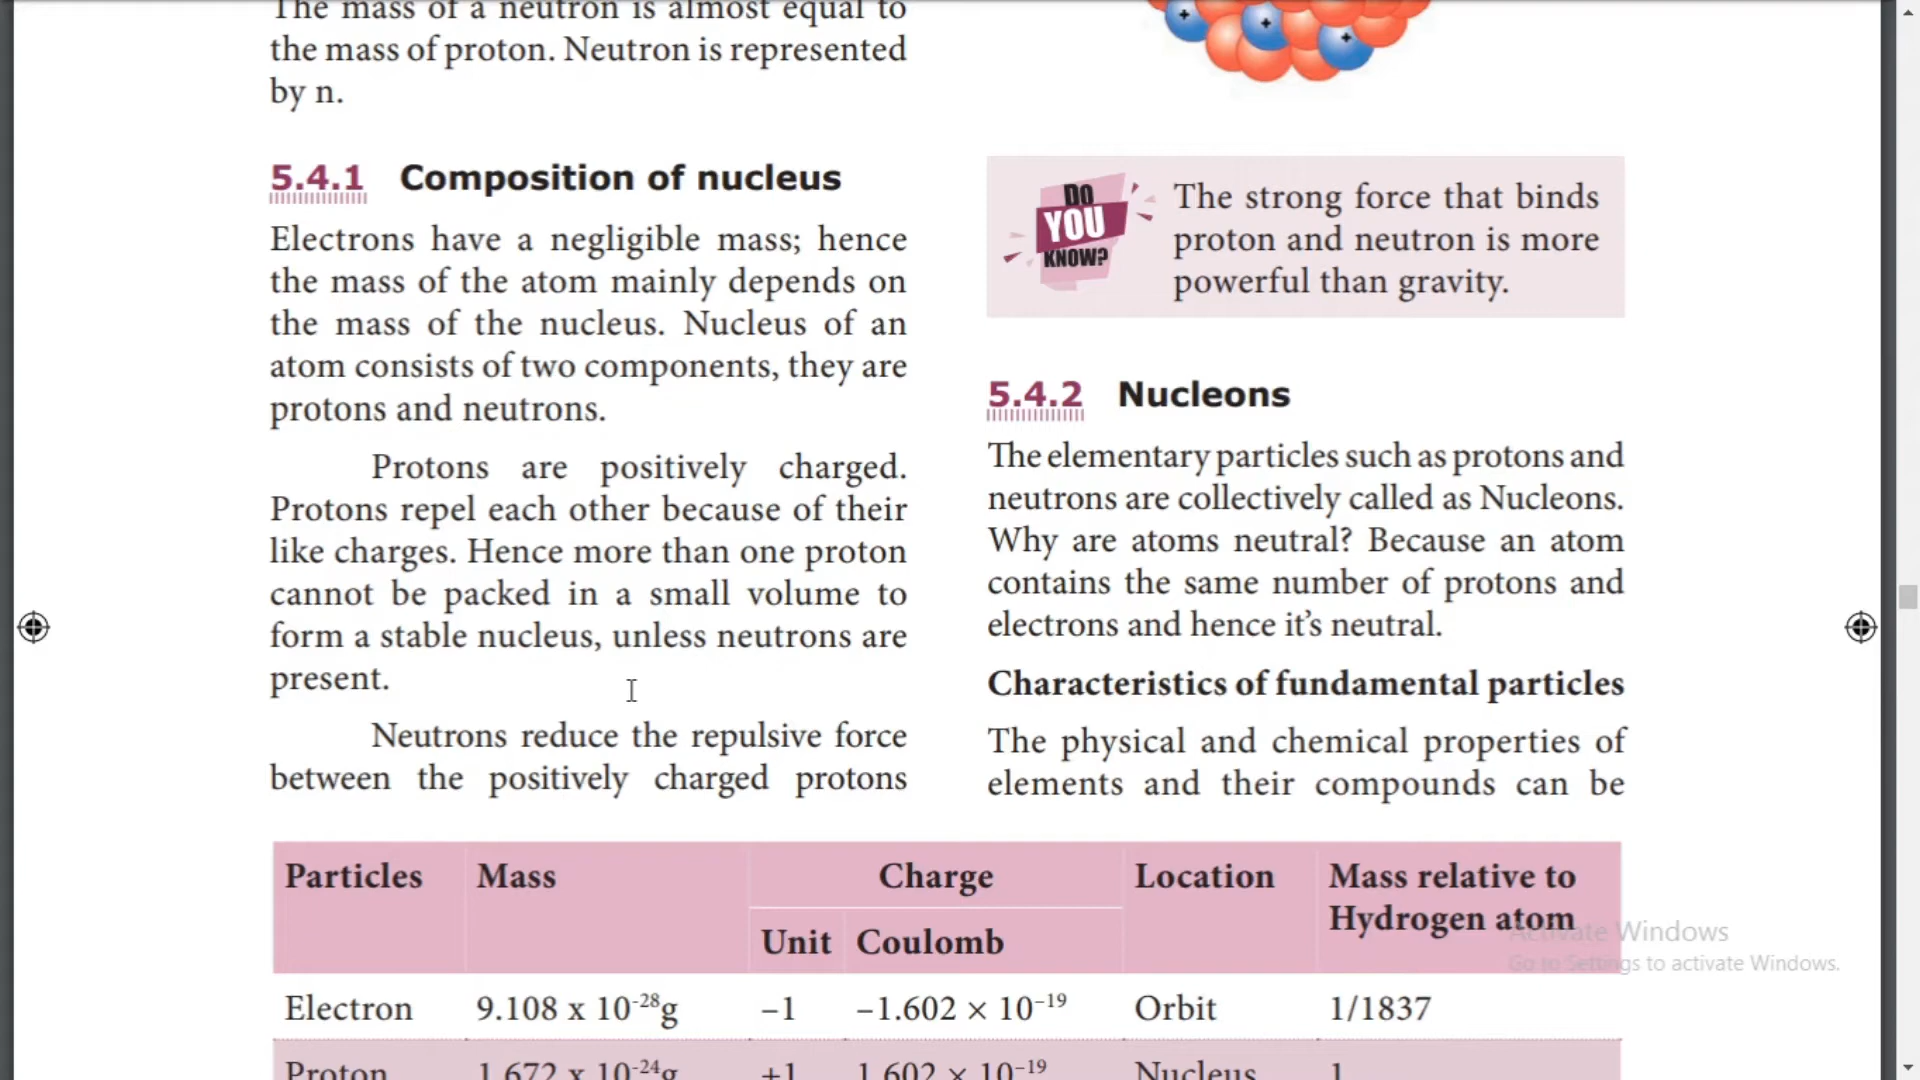 The mass of a neutron is almost equal to
the mass of proton. Neutron is represented
by n.
5.4.1 Composition of nucleus
Electrons have a negligible mass; hence
the mass of the atom mainly depends on
the mass of the nucleus. Nucleus of an
atom consists of two components, they are
protons and neutrons.
Protons are positively charged.
Protons repel each other because of their
like charges. Hence more than one proton
cannot be packed in a small volume to
form a stable nucleus, unless neutrons are
present.
Neutrons reduce the repulsive force
between the positively charged protons
+ + +
DO
YOU
KNOW?
The strong force that binds
proton and neutron is more
powerful than gravity.
5.4.2 Nucleons
The elementary particles such as protons and
neutrons are collectively called as Nucleons.
Why are atoms neutral? Because an atom
contains the same number of protons and
electrons and hence it’s neutral.
Characteristics of fundamental particles
The physical and chemical properties of
elements and their compounds can be
Particles Mass Charge Location Mass relative to
Hydrogen atom
Unit Coulomb
Electron 9.108 x 10⁻²⁸g –1 –1.602 × 10⁻¹⁹ Orbit 1/1837
Proton 1.672 x 10⁻²⁴g +1 1.602 × 10⁻¹⁹ Nucleus 1
Activate Windows
Go to Settings to activate Windows.